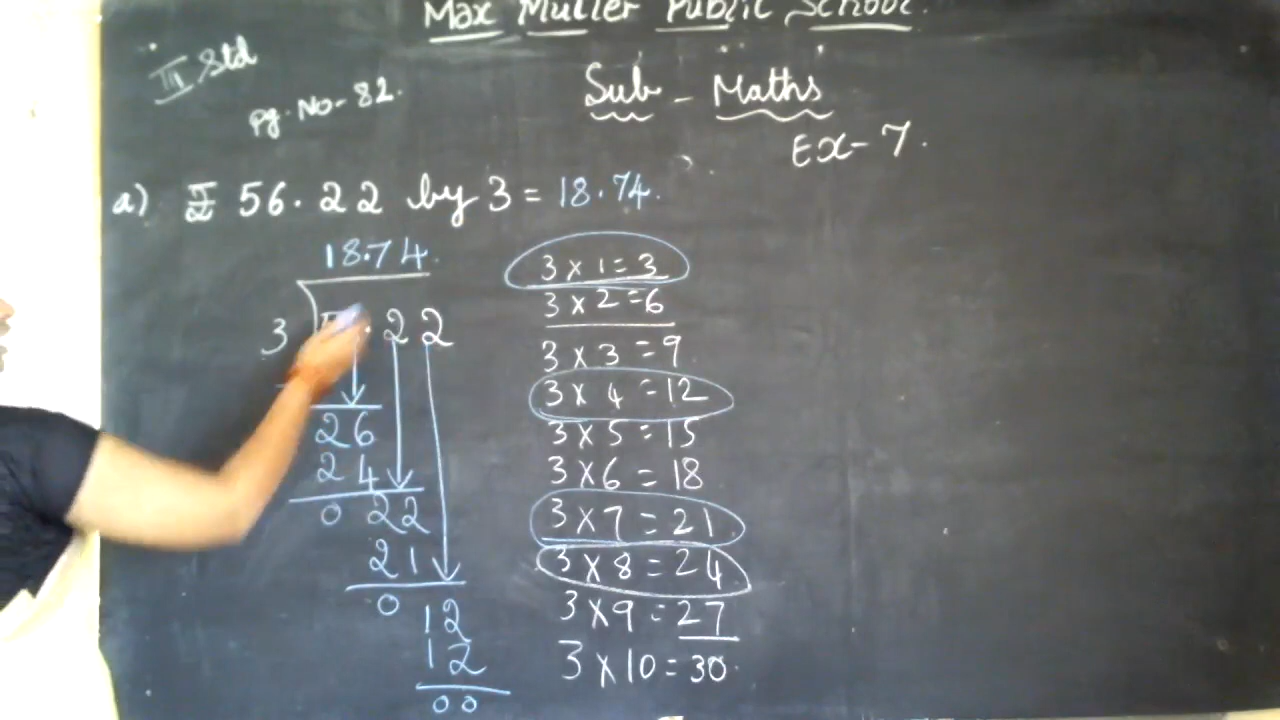 Max Muller Public School.
III Std
Pg. No - 82.
Sub - Maths
Ex - 7.
a) ₹ 56.22 by 3 = 18.74.
18.74.
3 . 2 2
26
24
0 22
21
0 12
12
00
3 x 1 = 3
3 x 2 = 6
3 x 3 = 9
3 x 4 = 12
3 x 5 = 15
3 x 6 = 18
3 x 7 = 21
3 x 8 = 24
3 x 9 = 27
3 x 10 = 30.